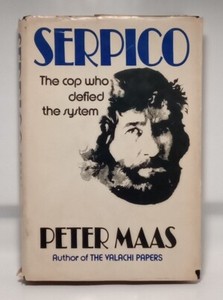 SERPICO
The cop who
defied
the system
PETER MAAS
Author of THE VALACHI PAPERS